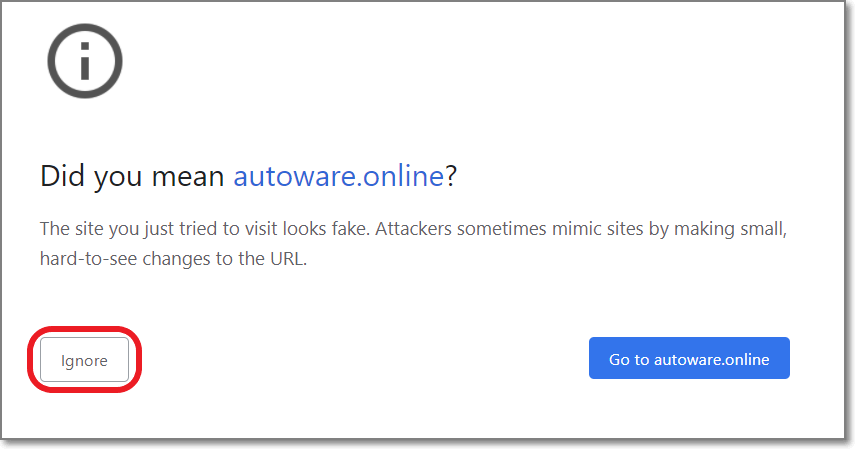 Did you mean autoware.online?
The site you just tried to visit looks fake. Attackers sometimes mimic sites by making small,
hard-to-see changes to the URL.
Ignore
Go to autoware.online